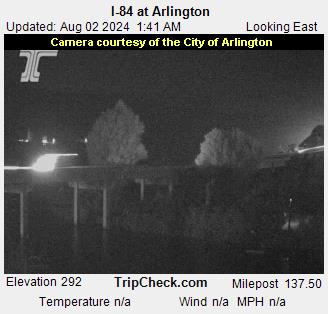 I-84 at Arlington
Updated: Aug 02 2024 1:41 AM Looking East
Camera courtesy of the City of Arlington
Elevation 292 TripCheck.com Milepost 137.50
Temperature n/a Wind n/a MPH n/a